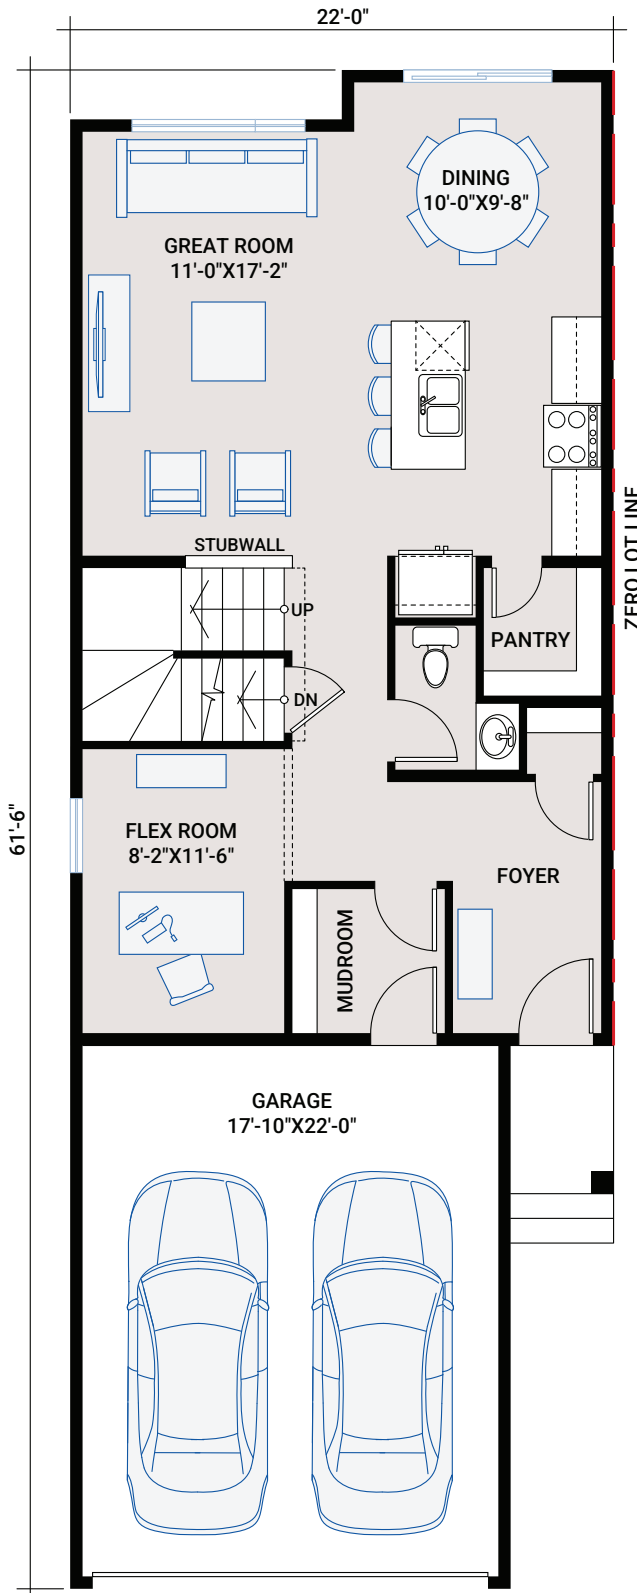 22'-0"
DINING
10'-0"X9'-8"
GREAT ROOM
11'-0"X17'-2"
ZERO LOT LINE
STUBWALL
UP
PANTRY
DN
61'-6"
FLEX ROOM
8'-2"X11'-6"
FOYER
MUDROOM
GARAGE
17'-10"X22'-0"